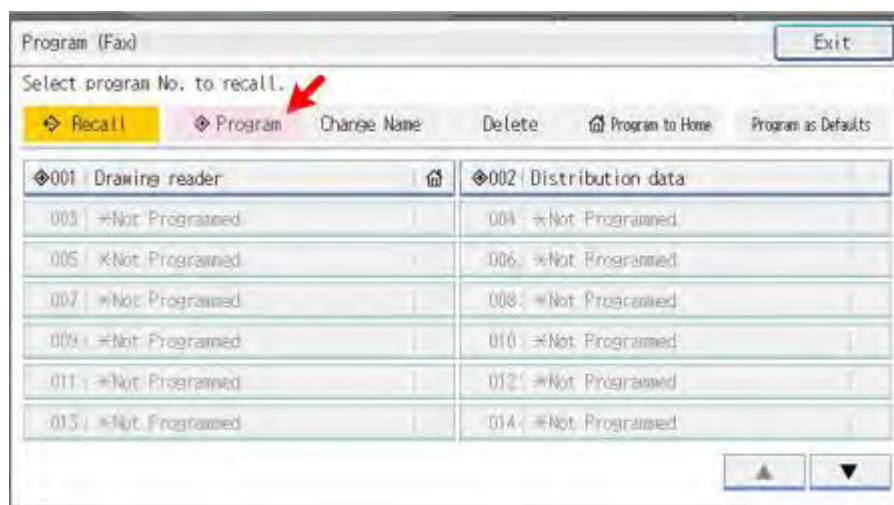 Program (Fax) Exit
Select program No. to recall.
Recall Program Change Name Delete Program to Home Program as Defaults
001 Drawing reader 002 Distribution data
003 *Not Programmed 004 *Not Programmed
005 *Not Programmed 006 *Not Programmed
007 *Not Programmed 008 *Not Programmed
009 *Not Programmed 010 *Not Programmed
011 *Not Programmed 012 *Not Programmed
013 *Not Programmed 014 *Not Programmed
▲ ▼